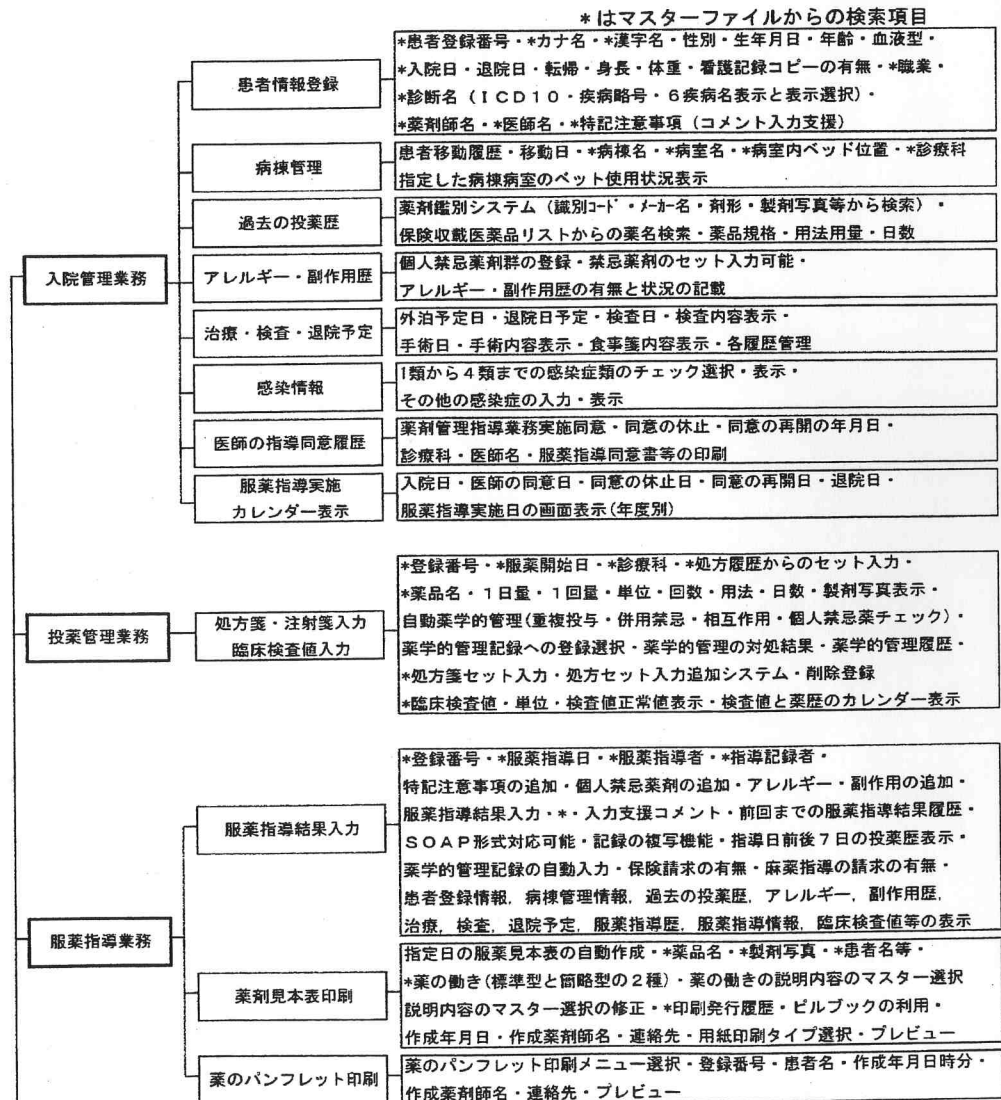 *はマスターファイルからの検索項目
入院管理業務
患者情報登録
*患者登録番号・*カナ名・*漢字名・性別・生年月日・年齢・血液型・
*入院日・退院日・転帰・身長・体重・看護記録コピーの有無・*職業・
*診断名（ＩＣＤ１０・疾病略号・６疾病名表示と表示選択）・
*薬剤師名・*医師名・*特記注意事項（コメント入力支援）
病棟管理
患者移動履歴・移動日・*病棟名・*病室名・*病室内ベッド位置・*診療科
指定した病棟病室のベット使用状況表示
過去の投薬歴
薬剤鑑別システム（識別ｺｰﾄﾞ・ﾒｰｶｰ名・剤形・製剤写真等から検索）・
保険収載医薬品リストからの薬名検索・薬品規格・用法用量・日数
アレルギー・副作用歴
個人禁忌薬剤群の登録・禁忌薬剤のセット入力可能・
アレルギー・副作用歴の有無と状況の記載
治療・検査・退院予定
外泊予定日・退院日予定・検査日・検査内容表示・
手術日・手術内容表示・食事箋内容表示・各履歴管理
感染情報
1類から４類までの感染症類のチェック選択・表示・
その他の感染症の入力・表示
医師の指導同意履歴
薬剤管理指導業務実施同意・同意の休止・同意の再開の年月日・
診療科・医師名・服薬指導同意書等の印刷
服薬指導実施
カレンダー表示
入院日・医師の同意日・同意の休止日・同意の再開日・退院日・
服薬指導実施日の画面表示(年度別)
投薬管理業務
処方箋・注射箋入力
臨床検査値入力
*登録番号・*服薬開始日・*診療科・*処方履歴からのセット入力・
*薬品名・１日量・１回量・単位・回数・用法・日数・製剤写真表示・
自動薬学的管理(重複投与・併用禁忌・相互作用・個人禁忌薬チェック)・
薬学的管理記録への登録選択・薬学的管理の対処結果・薬学的管理履歴・
*処方箋セット入力・処方セット入力追加システム・削除登録
*臨床検査値・単位・検査値正常値表示・検査値と薬歴のカレンダー表示
服薬指導業務
服薬指導結果入力
*登録番号・*服薬指導日・*服薬指導者・*指導記録者・
特記注意事項の追加・個人禁忌薬剤の追加・アレルギー・副作用の追加・
服薬指導結果入力・*・入力支援コメント・前回までの服薬指導結果履歴・
ＳＯＡＰ形式対応可能・記録の複写機能・指導日前後７日の投薬歴表示・
薬学的管理記録の自動入力・保険請求の有無・麻薬指導の請求の有無・
患者登録情報，病棟管理情報，過去の投薬歴，アレルギー，副作用歴，
治療，検査，退院予定，服薬指導歴，服薬指導情報，臨床検査値等の表示
薬剤見本表印刷
指定日の服薬見本表の自動作成・*薬品名・*製剤写真・*患者名等・
*薬の働き(標準型と簡略型の２種)・薬の働きの説明内容のマスター選択
説明内容のマスター選択の修正・*印刷発行履歴・ピルブックの利用・
作成年月日・作成薬剤師名・連絡先・用紙印刷タイプ選択・プレビュー
薬のパンフレット印刷
薬のパンフレット印刷メニュー選択・登録番号・患者名・作成年月日時分・
作成薬剤師名・連絡先・プレビュー